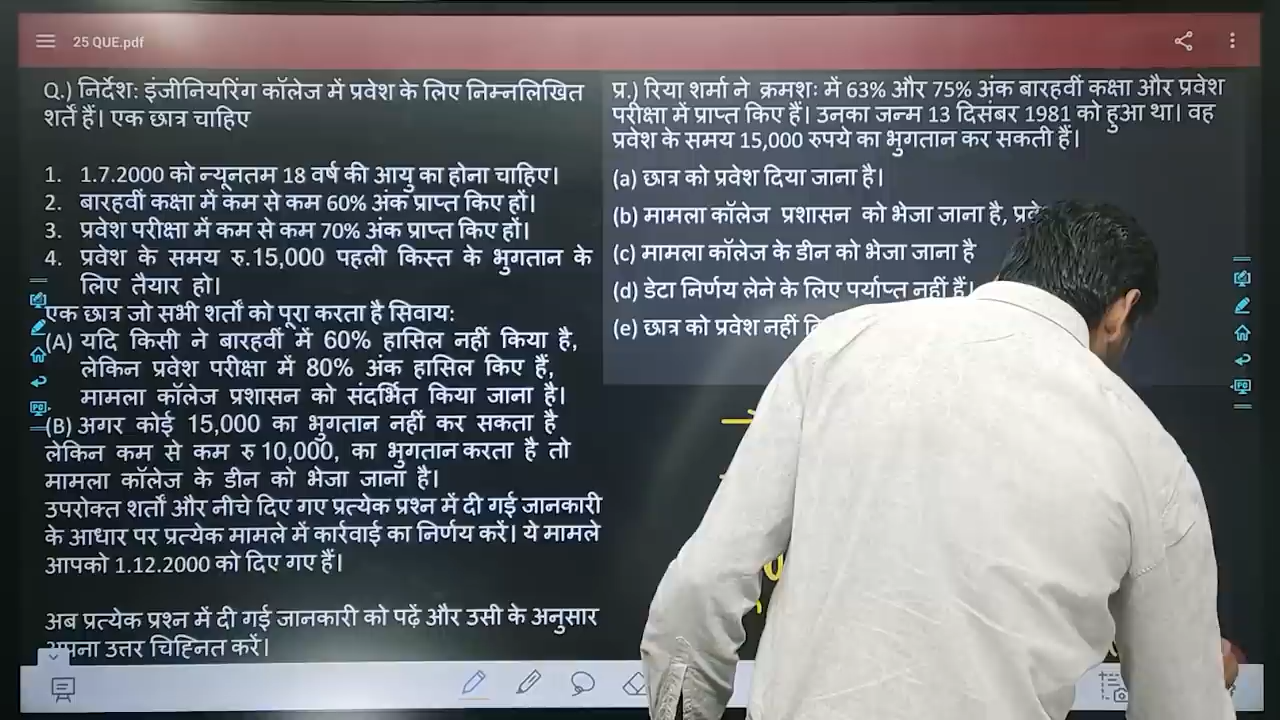 25 QUE.pdf
Q.) निर्देश: इंजीनियरिंग कॉलेज में प्रवेश के लिए निम्नलिखित
शर्तें हैं। एक छात्र चाहिए
1. 1.7.2000 को न्यूनतम 18 वर्ष की आयु का होना चाहिए।
2. बारहवीं कक्षा में कम से कम 60% अंक प्राप्त किए हों।
3. प्रवेश परीक्षा में कम से कम 70% अंक प्राप्त किए हों।
4. प्रवेश के समय रु.15,000 पहली किस्त के भुगतान के
लिए तैयार हो।
एक छात्र जो सभी शर्तों को पूरा करता है सिवाय:
(A) यदि किसी ने बारहवीं में 60% हासिल नहीं किया है,
लेकिन प्रवेश परीक्षा में 80% अंक हासिल किए हैं,
मामला कॉलेज प्रशासन को संदर्भित किया जाना है।
(B) अगर कोई 15,000 का भुगतान नहीं कर सकता है
लेकिन कम से कम रु 10,000, का भुगतान करता है तो
मामला कॉलेज के डीन को भेजा जाना है।
उपरोक्त शर्तों और नीचे दिए गए प्रत्येक प्रश्न में दी गई जानकारी
के आधार पर प्रत्येक मामले में कार्रवाई का निर्णय करें। ये मामले
आपको 1.12.2000 को दिए गए हैं।
अब प्रत्येक प्रश्न में दी गई जानकारी को पढ़ें और उसी के अनुसार
उत्तर चिह्नित करें।
प्र.) रिया शर्मा ने क्रमशः में 63% और 75% अंक बारहवीं कक्षा और प्रवेश
परीक्षा में प्राप्त किए हैं। उनका जन्म 13 दिसंबर 1981 को हुआ था। वह
प्रवेश के समय 15,000 रुपये का भुगतान कर सकती हैं।
(a) छात्र को प्रवेश दिया जाना है।
(b) मामला कॉलेज प्रशासन को भेजा जाना है,
(c) मामला कॉलेज के डीन को भेजा जाना है
(d) डेटा निर्णय लेने के लिए पर्याप्त नहीं हैं।
(e) छात्र को प्रवेश नहीं